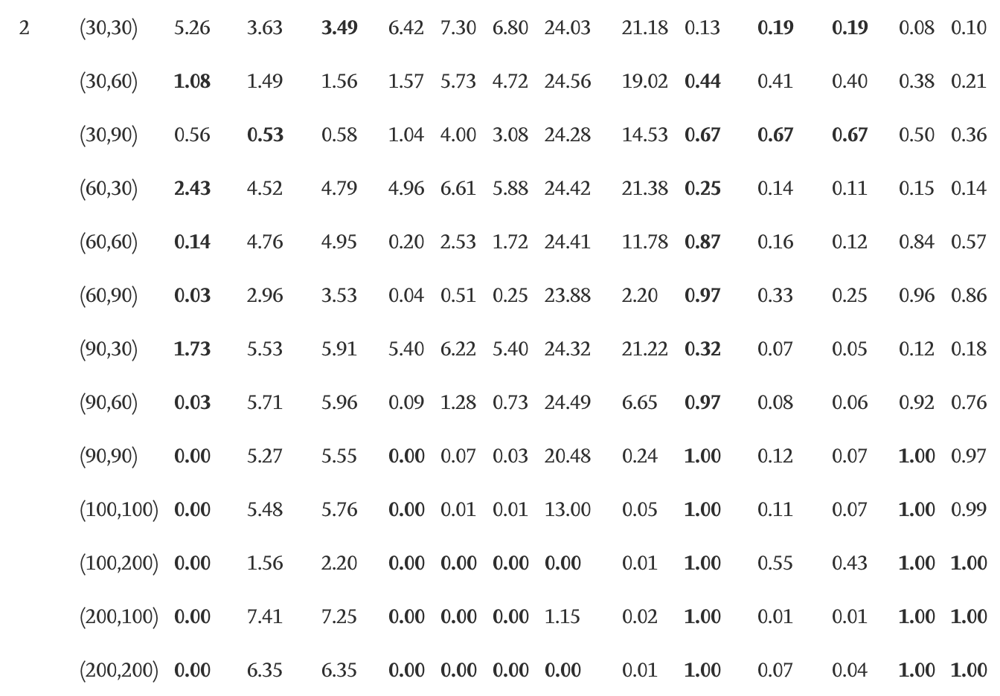 2 (30,30) 5.26 3.63 3.49 6.42 7.30 6.80 24.03 21.18 0.13 0.19 0.19 0.08 0.10
(30,60) 1.08 1.49 1.56 1.57 5.73 4.72 24.56 19.02 0.44 0.41 0.40 0.38 0.21
(30,90) 0.56 0.53 0.58 1.04 4.00 3.08 24.28 14.53 0.67 0.67 0.67 0.50 0.36
(60,30) 2.43 4.52 4.79 4.96 6.61 5.88 24.42 21.38 0.25 0.14 0.11 0.15 0.14
(60,60) 0.14 4.76 4.95 0.20 2.53 1.72 24.41 11.78 0.87 0.16 0.12 0.84 0.57
(60,90) 0.03 2.96 3.53 0.04 0.51 0.25 23.88 2.20 0.97 0.33 0.25 0.96 0.86
(90,30) 1.73 5.53 5.91 5.40 6.22 5.40 24.32 21.22 0.32 0.07 0.05 0.12 0.18
(90,60) 0.03 5.71 5.96 0.09 1.28 0.73 24.49 6.65 0.97 0.08 0.06 0.92 0.76
(90,90) 0.00 5.27 5.55 0.00 0.07 0.03 20.48 0.24 1.00 0.12 0.07 1.00 0.97
(100,100) 0.00 5.48 5.76 0.00 0.01 0.01 13.00 0.05 1.00 0.11 0.07 1.00 0.99
(100,200) 0.00 1.56 2.20 0.00 0.00 0.00 0.00 0.01 1.00 0.55 0.43 1.00 1.00
(200,100) 0.00 7.41 7.25 0.00 0.00 0.00 1.15 0.02 1.00 0.01 0.01 1.00 1.00
(200,200) 0.00 6.35 6.35 0.00 0.00 0.00 0.00 0.01 1.00 0.07 0.04 1.00 1.00